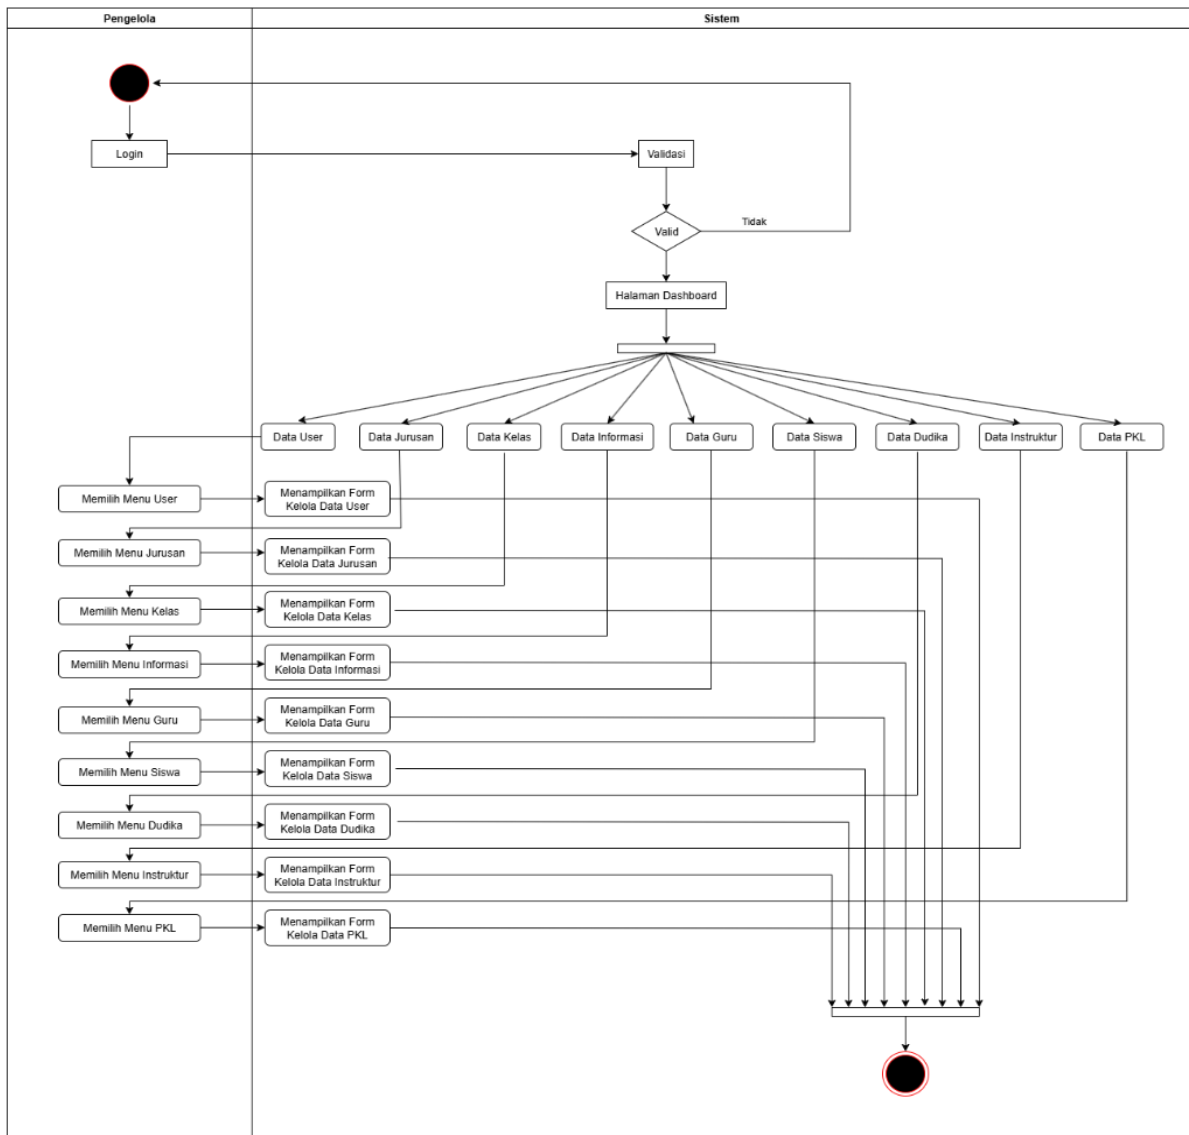 Pengelola
Sistem
Login
Validasi
Tidak
Valid
Halaman Dashboard
Data User
Data Jurusan
Data Kelas
Data Informasi
Data Guru
Data Siswa
Data Dudika
Data Instruktur
Data PKL
Memilih Menu User
Menampilkan Form
Kelola Data User
Memilih Menu Jurusan
Menampilkan Form
Kelola Data Jurusan
Memilih Menu Kelas
Menampilkan Form
Kelola Data Kelas
Memilih Menu Informasi
Menampilkan Form
Kelola Data Informasi
Memilih Menu Guru
Menampilkan Form
Kelola Data Guru
Memilih Menu Siswa
Menampilkan Form
Kelola Data Siswa
Memilih Menu Dudika
Menampilkan Form
Kelola Data Dudika
Memilih Menu Instruktur
Menampilkan Form
Kelola Data Instruktur
Memilih Menu PKL
Menampilkan Form
Kelola Data PKL